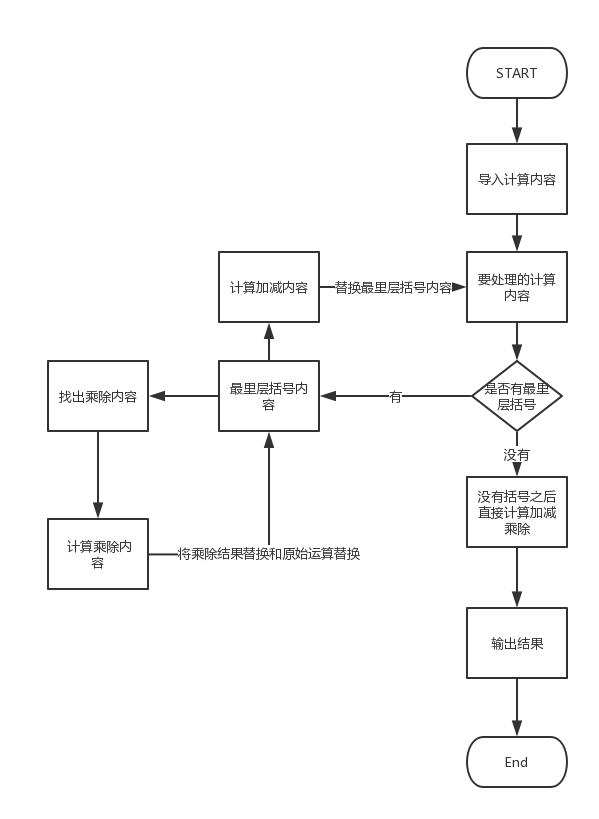 START
导入计算内容
要处理的计算
内容
计算加减内容
替换最里层括号内容
是否有最里
层括号
有
最里层括号内
容
找出乘除内容
没有
没有括号之后
直接计算加减
乘除
计算乘除内
容
将乘除结果替换和原始运算替换
输出结果
End